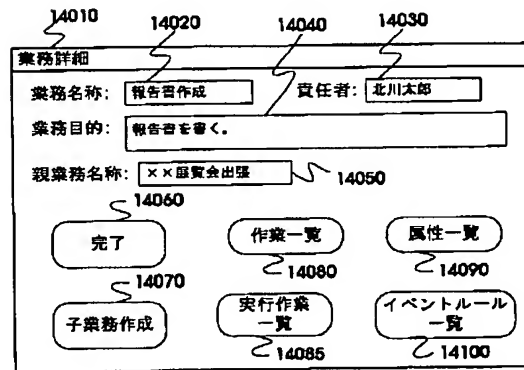 14010 14020 14040 14030
業務詳細
業務名称: 報告書作成 責任者: 北川太郎
業務目的: 報告書を書く。
親業務名称: ××展覧会出張 14050
14060
完了 作業一覧 属性一覧
14070 14080 14090
子業務作成 実行作業一覧 イベントルール一覧
14085 14100